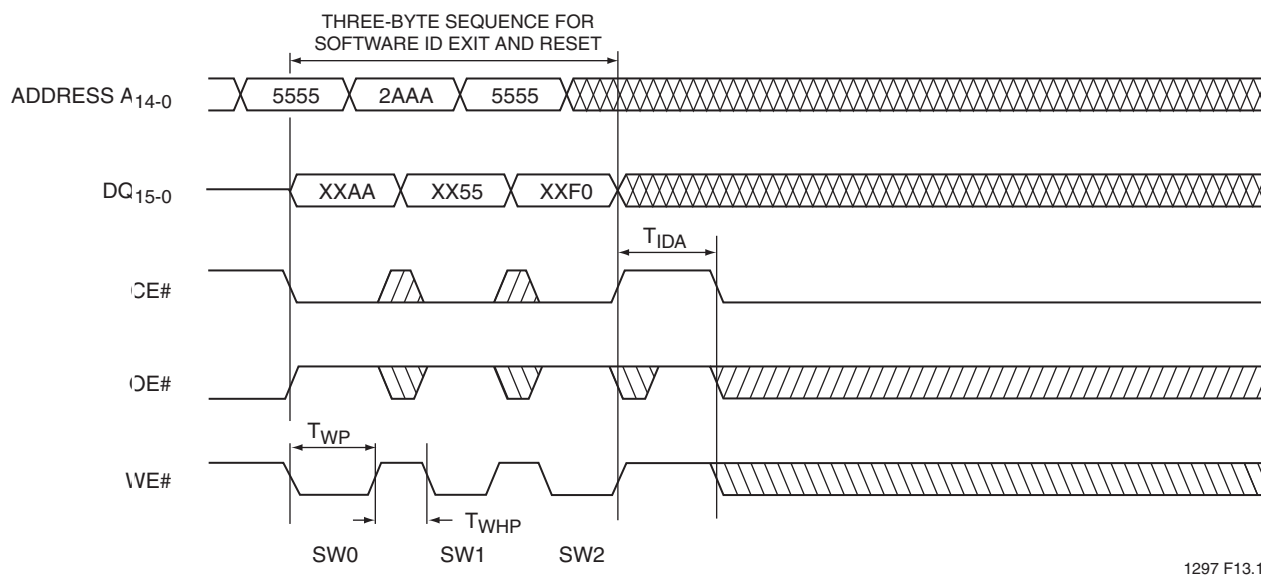 THREE-BYTE SEQUENCE FOR
SOFTWARE ID EXIT AND RESET
ADDRESS A14-0
5555
2AAA
5555
DQ15-0
XXAA
XX55
XXF0
TIDA
CE#
OE#
TWP
WE#
TWHP
SW0
SW1
SW2
1297 F13.1